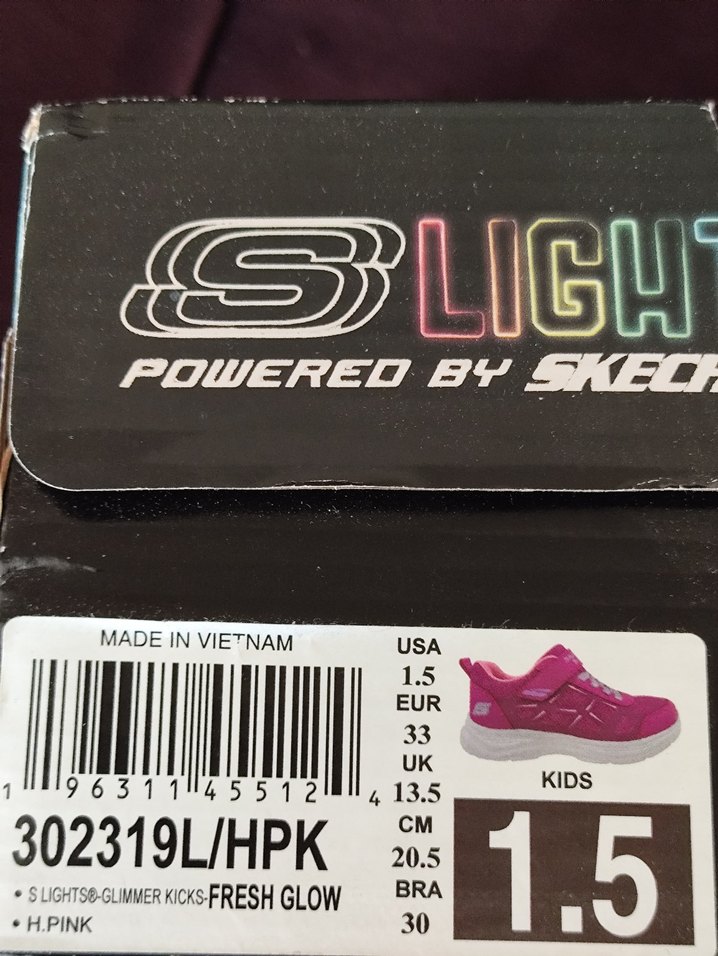 S LIGHT
POWERED BY SKECH
MADE IN VIETNAM
1 96311 45512 4
302319L/HPK
• S LIGHTS®-GLIMMER KICKS-FRESH GLOW
• H.PINK
USA
1.5
EUR
33
UK
13.5
CM
20.5
BRA
30
KIDS
1.5